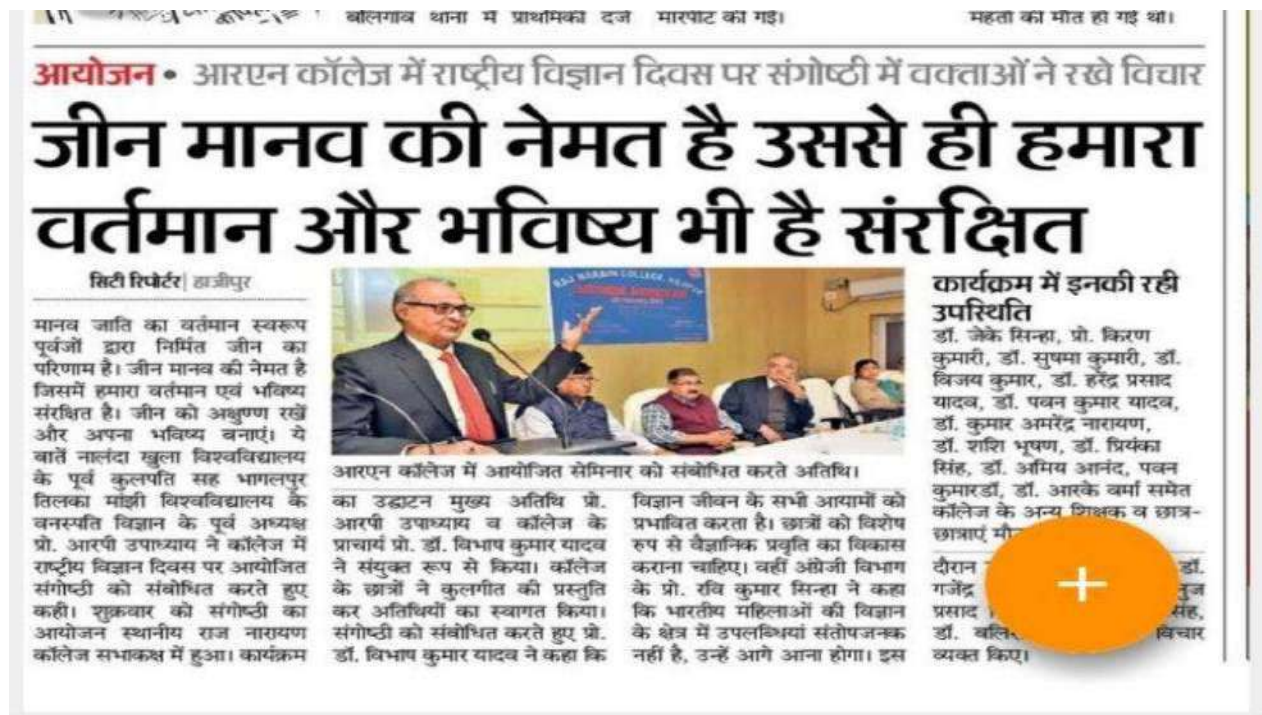 बलिगांव थाना में प्राथमिकी दर्ज
मारपीट की गई।
महतो की मौत हो गई थी।
आयोजन • आरएन कॉलेज में राष्ट्रीय विज्ञान दिवस पर संगोष्ठी में वक्ताओं ने रखे विचार
जीन मानव की नेमत है उससे ही हमारा
वर्तमान और भविष्य भी है संरक्षित
सिटी रिपोर्टर | हाजीपुर
मानव जाति का वर्तमान स्वरूप
पूर्वजों द्वारा निर्मित जीन का
परिणाम है। जीन मानव की नेमत है
जिसमें हमारा वर्तमान एवं भविष्य
संरक्षित है। जीन को अक्षुण्ण रखें
और अपना भविष्य बनाएं। ये
बातें नालंदा खुला विश्वविद्यालय
के पूर्व कुलपति सह भागलपुर
तिलका मांझी विश्वविद्यालय के
वनस्पति विज्ञान के पूर्व अध्यक्ष
प्रो. आरपी उपाध्याय ने कॉलेज में
राष्ट्रीय विज्ञान दिवस पर आयोजित
संगोष्ठी को संबोधित करते हुए
कही। शुक्रवार को संगोष्ठी का
आयोजन स्थानीय राज नारायण
कॉलेज सभाकक्ष में हुआ। कार्यक्रम
RAJ NARAIN COLLEGE, HAJIPUR
आरएन कॉलेज में आयोजित सेमिनार को संबोधित करते अतिथि।
का उद्घाटन मुख्य अतिथि प्रो.
आरपी उपाध्याय व कॉलेज के
प्राचार्य प्रो. डॉ. विभाष कुमार यादव
ने संयुक्त रूप से किया। कॉलेज
के छात्रों ने कुलगीत की प्रस्तुति
कर अतिथियों का स्वागत किया।
संगोष्ठी को संबोधित करते हुए प्रो.
डॉ. विभाष कुमार यादव ने कहा कि
विज्ञान जीवन के सभी आयामों को
प्रभावित करता है। छात्रों को विशेष
रुप से वैज्ञानिक प्रवृति का विकास
कराना चाहिए। वहीं अंग्रेजी विभाग
के प्रो. रवि कुमार सिन्हा ने कहा
कि भारतीय महिलाओं की विज्ञान
के क्षेत्र में उपलब्धियां संतोषजनक
नहीं है, उन्हें आगे आना होगा। इस
कार्यक्रम में इनकी रही
उपस्थिति
डॉ. जेके सिन्हा, प्रो. किरण
कुमारी, डॉ. सुषमा कुमारी, डॉ.
विजय कुमार, डॉ. हरेंद्र प्रसाद
यादव, डॉ. पवन कुमार यादव,
डॉ. कुमार अमरेंद्र नारायण,
डॉ. शशि भूषण, डॉ. प्रियंका
सिंह, डॉ. अमिय आनंद, पवन
कुमारडॉ, डॉ. आरके वर्मा समेत
कॉलेज के अन्य शिक्षक व छात्र-
छात्राएं
दौरान डॉ.
गजेंद्र
प्रसाद
डॉ. विचार
व्यक्त किए।